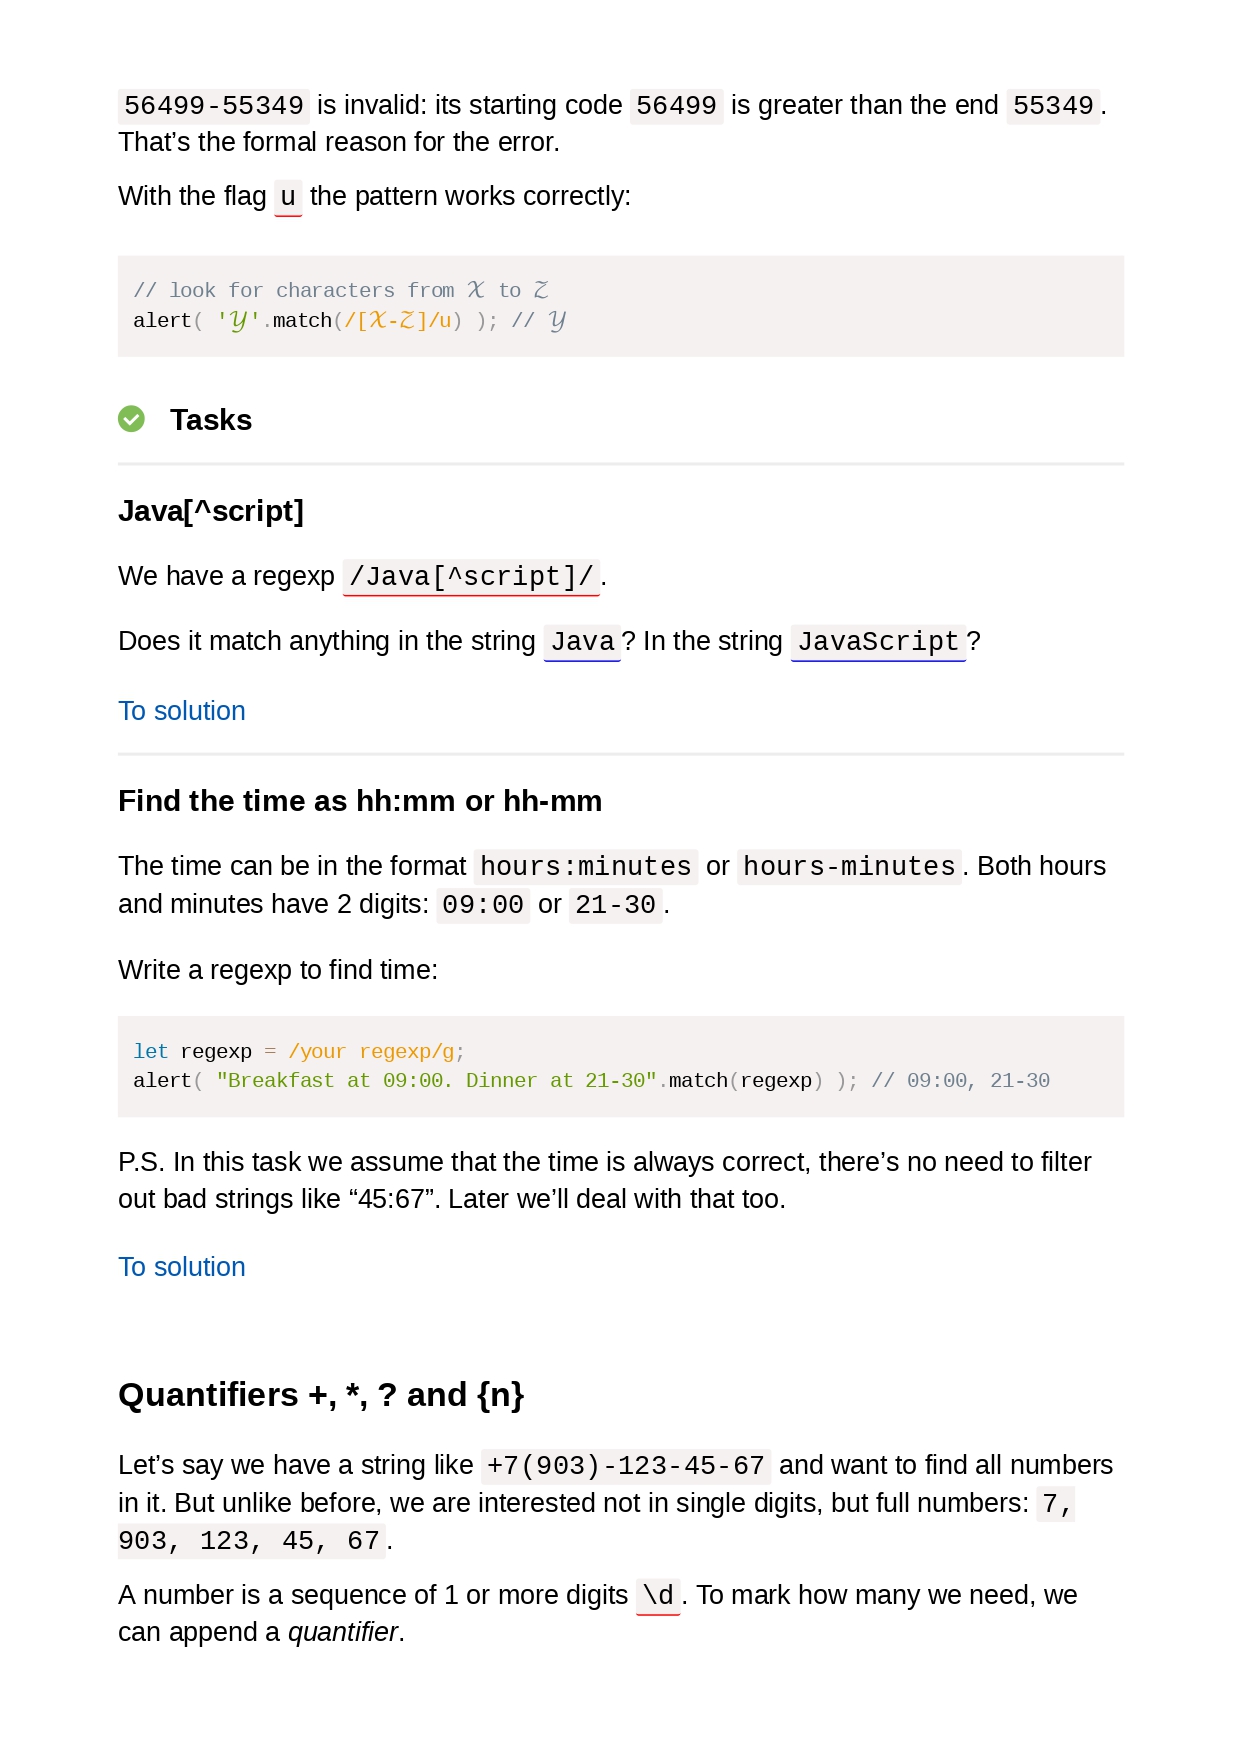 56499-55349 is invalid: its starting code 56499 is greater than the end 55349.
That’s the formal reason for the error.
With the flag u the pattern works correctly:
// look for characters from 𝒳 to 𝒵
alert( '𝒴'.match(/[𝒳-𝒵]/u) ); // 𝒴
Tasks
Java[^script]
We have a regexp /Java[^script]/.
Does it match anything in the string Java? In the string JavaScript?
To solution
Find the time as hh:mm or hh-mm
The time can be in the format hours:minutes or hours-minutes. Both hours
and minutes have 2 digits: 09:00 or 21-30.
Write a regexp to find time:
let regexp = /your regexp/g;
alert( "Breakfast at 09:00. Dinner at 21-30".match(regexp) ); // 09:00, 21-30
P.S. In this task we assume that the time is always correct, there’s no need to filter
out bad strings like “45:67”. Later we’ll deal with that too.
To solution
Quantifiers +, *, ? and {n}
Let’s say we have a string like +7(903)-123-45-67 and want to find all numbers
in it. But unlike before, we are interested not in single digits, but full numbers: 7,
903, 123, 45, 67.
A number is a sequence of 1 or more digits \d. To mark how many we need, we
can append a quantifier.